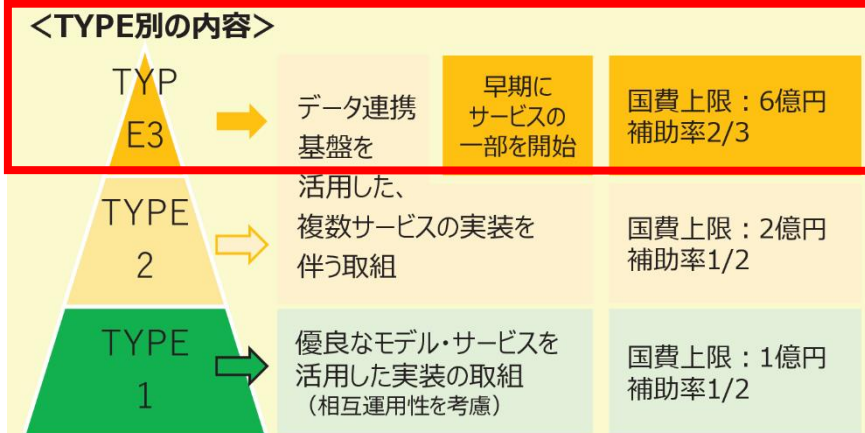 ＜TYPE別の内容＞
TYP
E3
データ連携
基盤を
活用した、
複数サービスの実装を
伴う取組
早期に
サービスの
一部を開始
国費上限：6億円
補助率2/3
TYPE
2
国費上限：2億円
補助率1/2
TYPE
1
優良なモデル・サービスを
活用した実装の取組
（相互運用性を考慮）
国費上限：1億円
補助率1/2